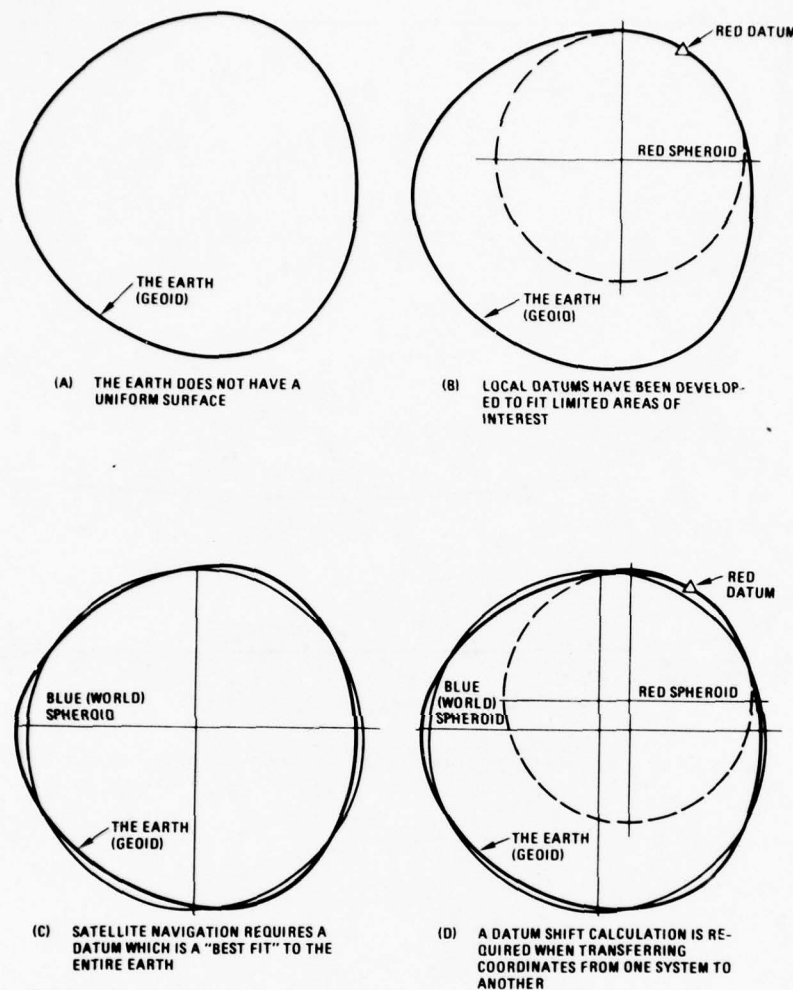 THE EARTH
(GEOID)
(A) THE EARTH DOES NOT HAVE A
UNIFORM SURFACE
RED DATUM
RED SPHEROID
THE EARTH
(GEOID)
(B) LOCAL DATUMS HAVE BEEN DEVELOP-
ED TO FIT LIMITED AREAS OF
INTEREST
BLUE (WORLD)
SPHEROID
THE EARTH
(GEOID)
(C) SATELLITE NAVIGATION REQUIRES A
DATUM WHICH IS A "BEST FIT" TO THE
ENTIRE EARTH
RED
DATUM
BLUE
(WORLD)
SPHEROID
RED SPHEROID
THE EARTH
(GEOID)
(D) A DATUM SHIFT CALCULATION IS RE-
QUIRED WHEN TRANSFERRING
COORDINATES FROM ONE SYSTEM TO
ANOTHER